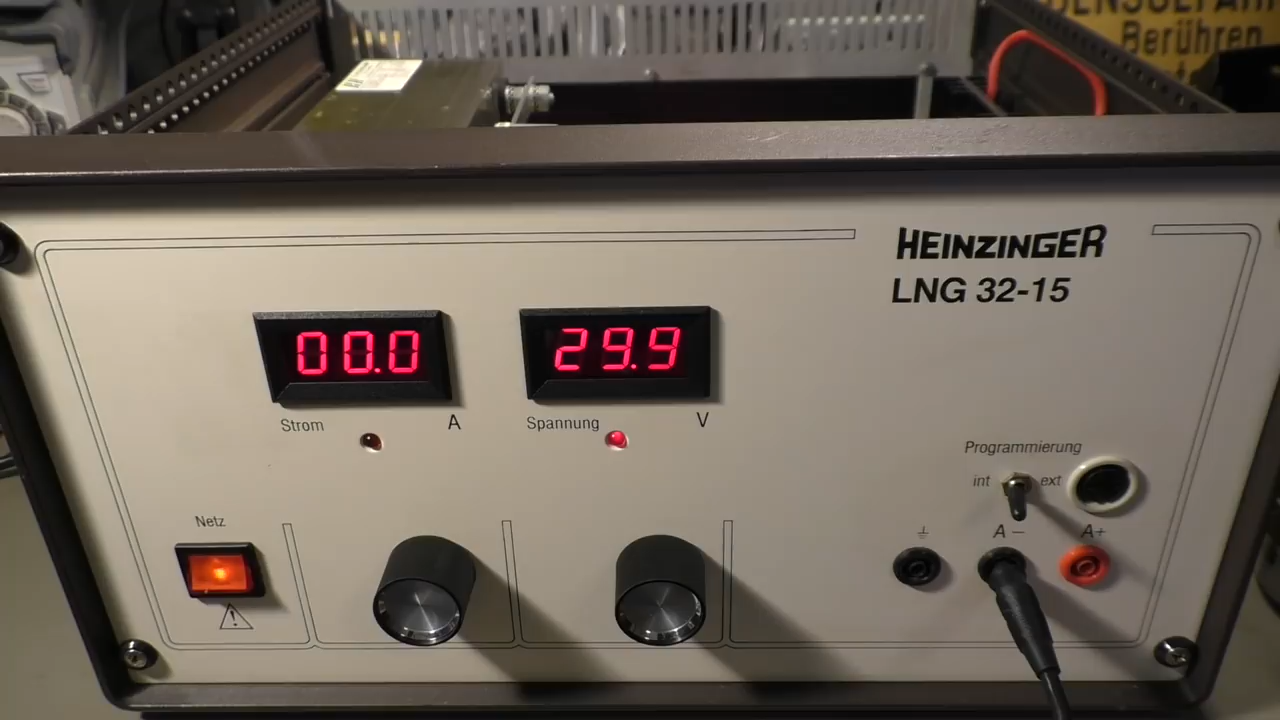 Berühren
HEINZINGER
LNG 32-15
00.0
29.9
Strom
A
Spannung
V
Programmierung
int
ext
Netz
A −
A+